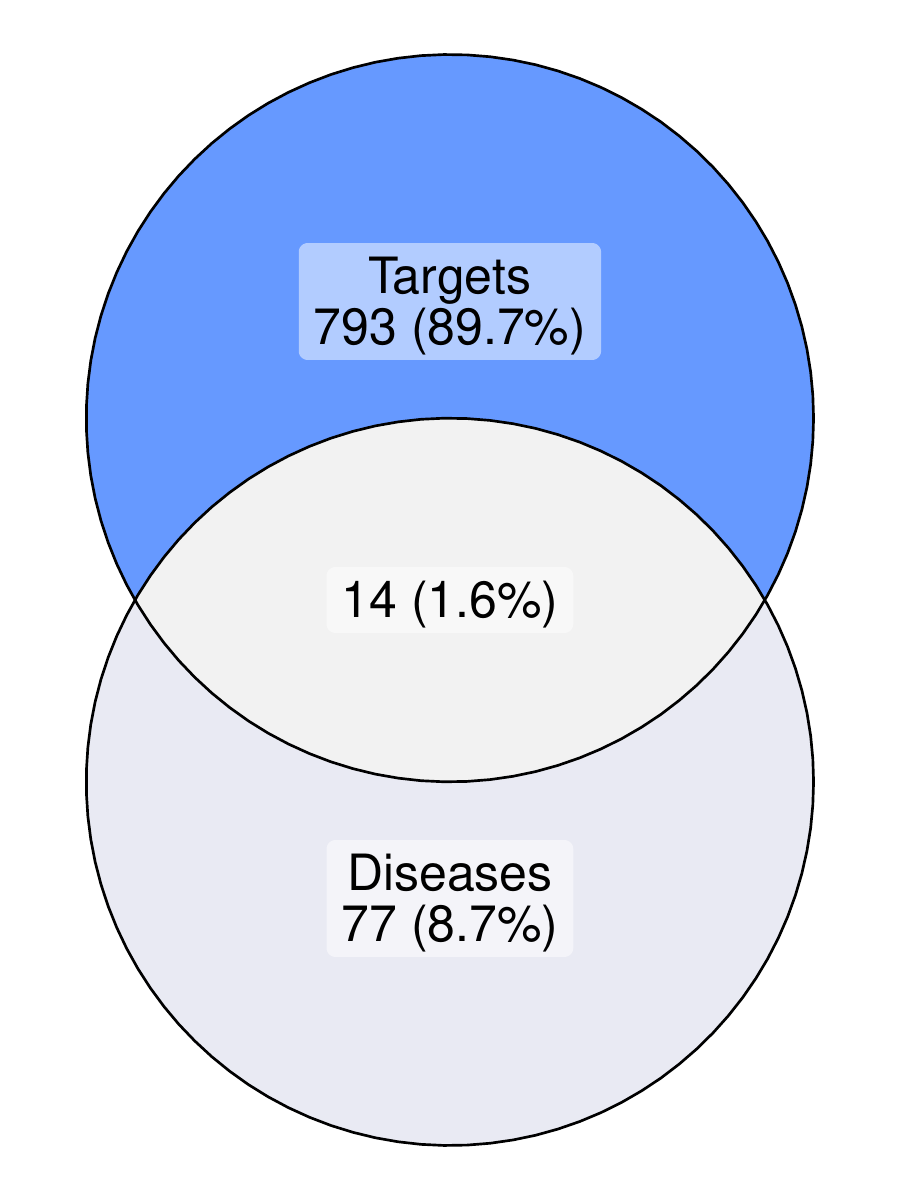 Targets
793 (89.7%)
14 (1.6%)
Diseases
77 (8.7%)